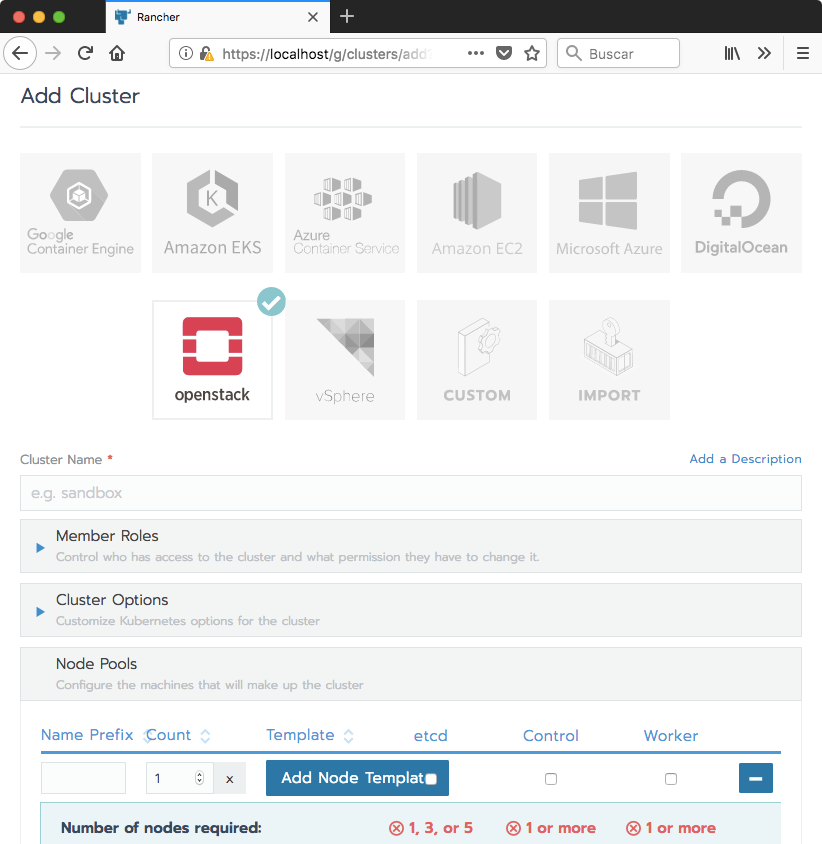 Rancher
https://localhost/g/clusters/add
Buscar
Add Cluster
Google
Container Engine
Amazon EKS
Azure
Container Service
Amazon EC2
Microsoft Azure
DigitalOcean
openstack
vSphere
CUSTOM
IMPORT
Cluster Name *
Add a Description
e.g. sandbox
Member Roles
Control who has access to the cluster and what permission they have to change it.
Cluster Options
Customize Kubernetes options for the cluster
Node Pools
Configure the machines that will make up the cluster
Name Prefix Count Template etcd Control Worker
1 x Add Node Templat
Number of nodes required: 1, 3, or 5 1 or more 1 or more